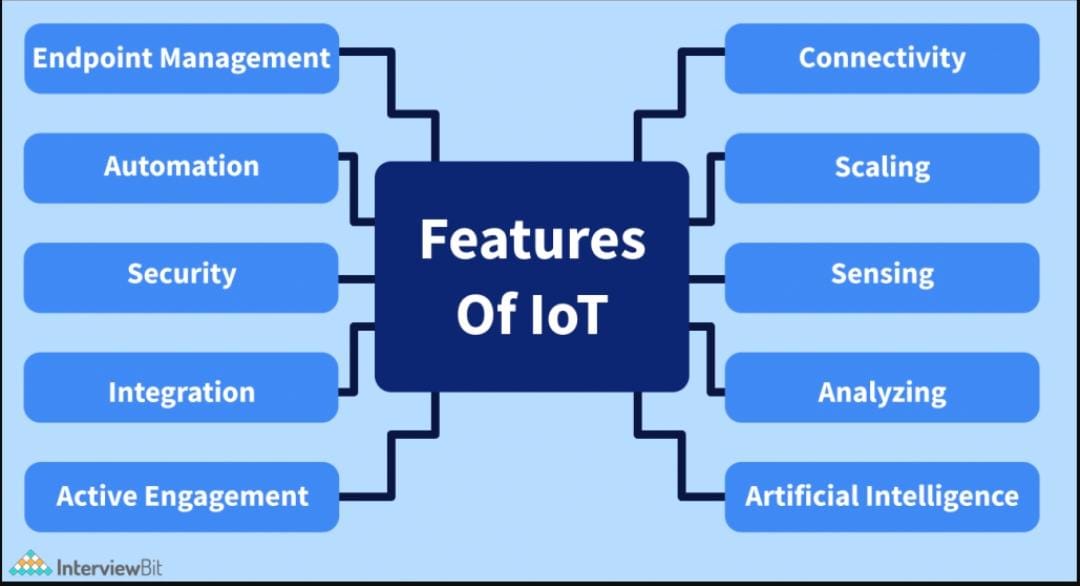 Endpoint Management
Connectivity
Automation
Scaling
Features
Of IoT
Security
Sensing
Integration
Analyzing
Active Engagement
Artificial Intelligence
InterviewBit